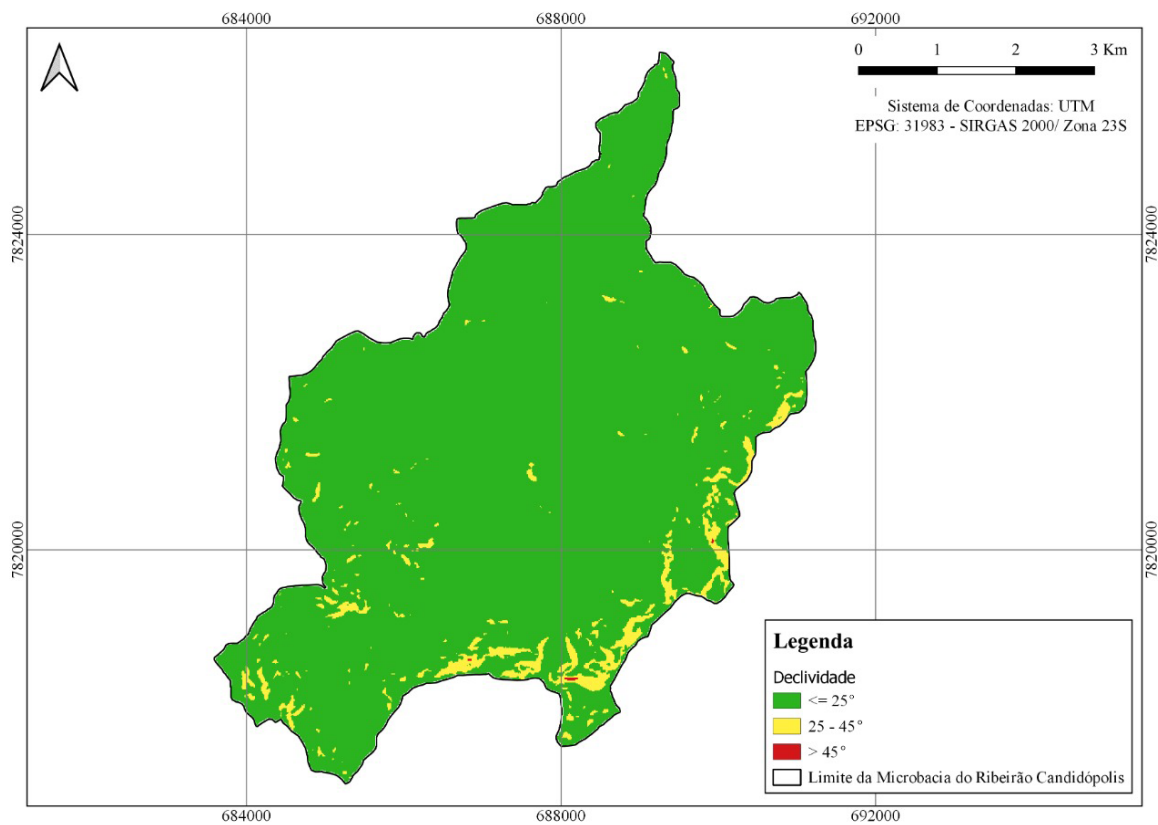 684000
688000
692000
0 1 2 3 Km
Sistema de Coordenadas: UTM
EPSG: 31983 - SIRGAS 2000/ Zona 23S
7824000
7824000
7820000
7820000
Legenda
Declividade
<= 25°
25 - 45°
> 45°
Limite da Microbacia do Ribeirão Candidópolis
684000
688000
692000